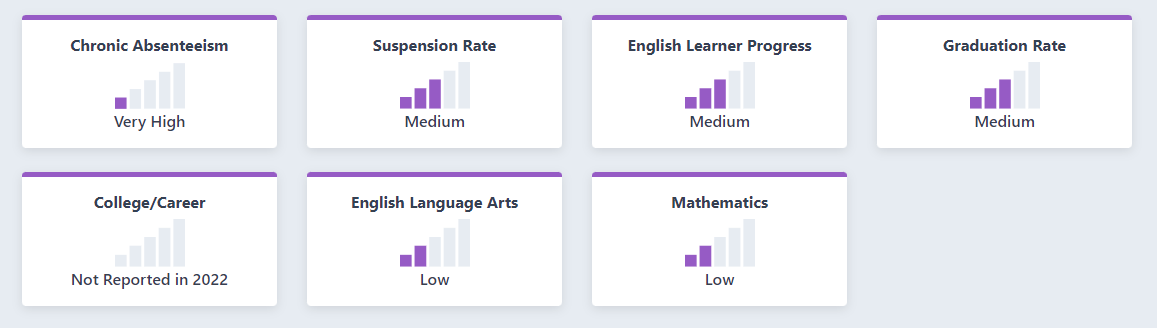 Chronic Absenteeism
Very High
Suspension Rate
Medium
English Learner Progress
Medium
Graduation Rate
Medium
College/Career
Not Reported in 2022
English Language Arts
Low
Mathematics
Low